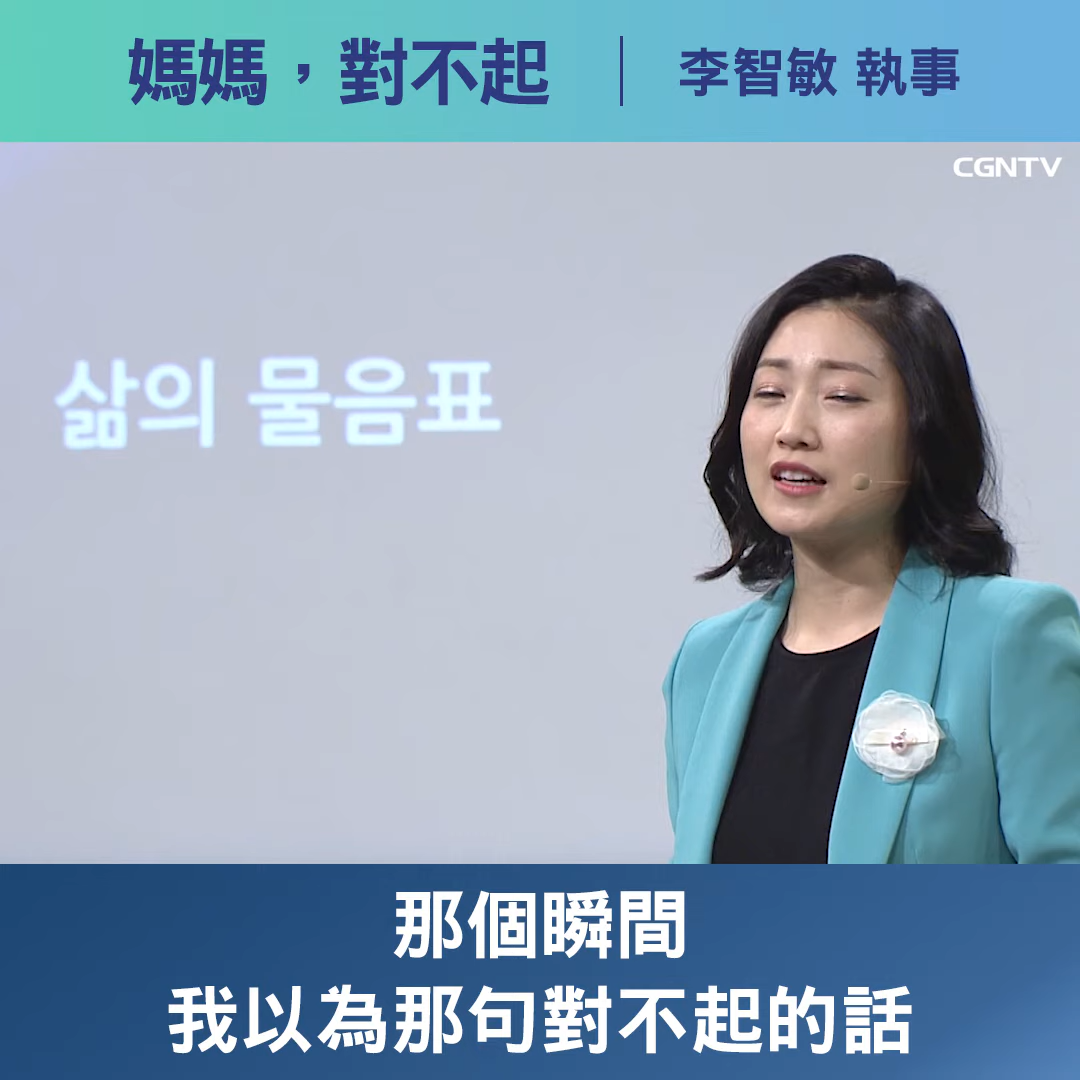 媽媽，對不起 | 李智敏 執事
CGNTV
삶의 물음표
那個瞬間
我以為那句對不起的話